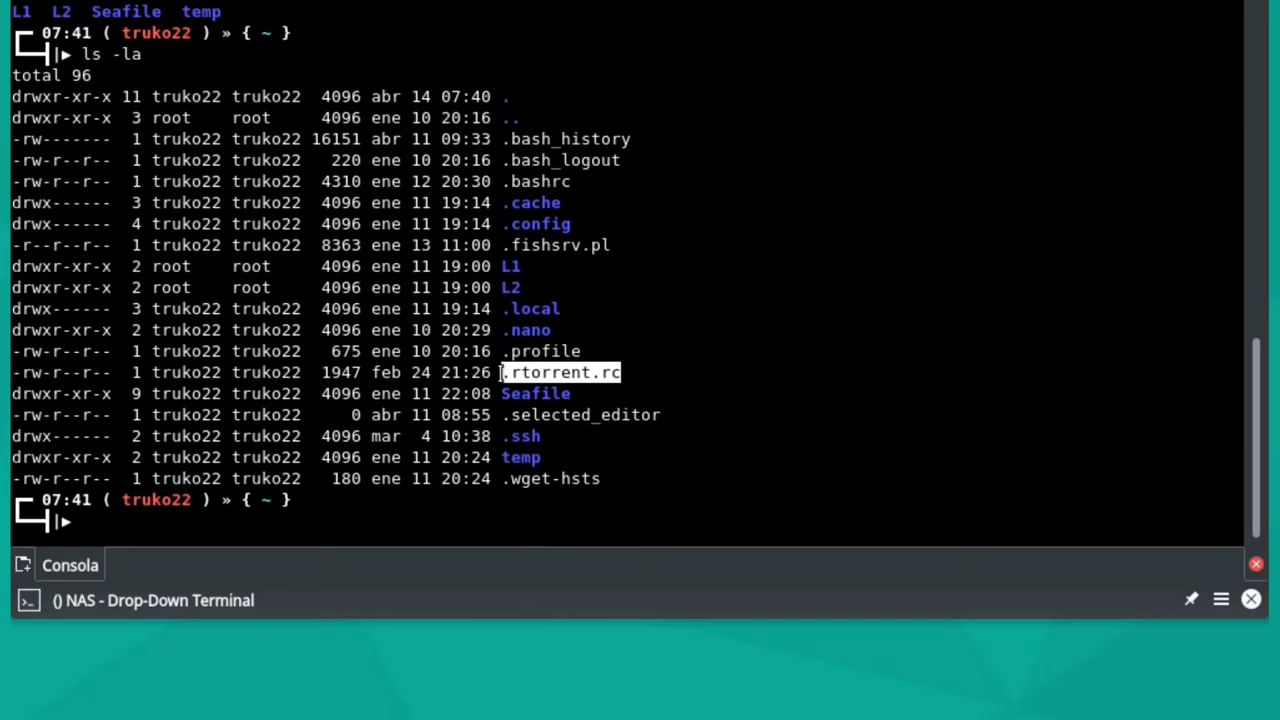 L1  L2  Seafile  temp
07:41 ( truko22 ) » { ~ }
ls -la
total 96
drwxr-xr-x 11 truko22 truko22  4096 abr 14 07:40 .
drwxr-xr-x  3 root    root     4096 ene 10 20:16 ..
-rw-------  1 truko22 truko22 16151 abr 11 09:33 .bash_history
-rw-r--r--  1 truko22 truko22   220 ene 10 20:16 .bash_logout
-rw-r--r--  1 truko22 truko22  4310 ene 12 20:30 .bashrc
drwx------  3 truko22 truko22  4096 ene 11 19:14 .cache
drwx------  4 truko22 truko22  4096 ene 11 19:14 .config
-r--r--r--  1 truko22 truko22  8363 ene 13 11:00 .fishsrv.pl
drwxr-xr-x  2 root    root     4096 ene 11 19:00 L1
drwxr-xr-x  2 root    root     4096 ene 11 19:00 L2
drwx------  3 truko22 truko22  4096 ene 11 19:14 .local
drwxr-xr-x  2 truko22 truko22  4096 ene 10 20:29 .nano
-rw-r--r--  1 truko22 truko22   675 ene 10 20:16 .profile
-rw-r--r--  1 truko22 truko22  1947 feb 24 21:26 .rtorrent.rc
drwxr-xr-x  9 truko22 truko22  4096 ene 11 22:08 Seafile
-rw-r--r--  1 truko22 truko22     0 abr 11 08:55 .selected_editor
drwx------  2 truko22 truko22  4096 mar  4 10:38 .ssh
drwxr-xr-x  2 truko22 truko22  4096 ene 11 20:24 temp
-rw-r--r--  1 truko22 truko22   180 ene 11 20:24 .wget-hsts
07:41 ( truko22 ) » { ~ }
Consola
() NAS - Drop-Down Terminal